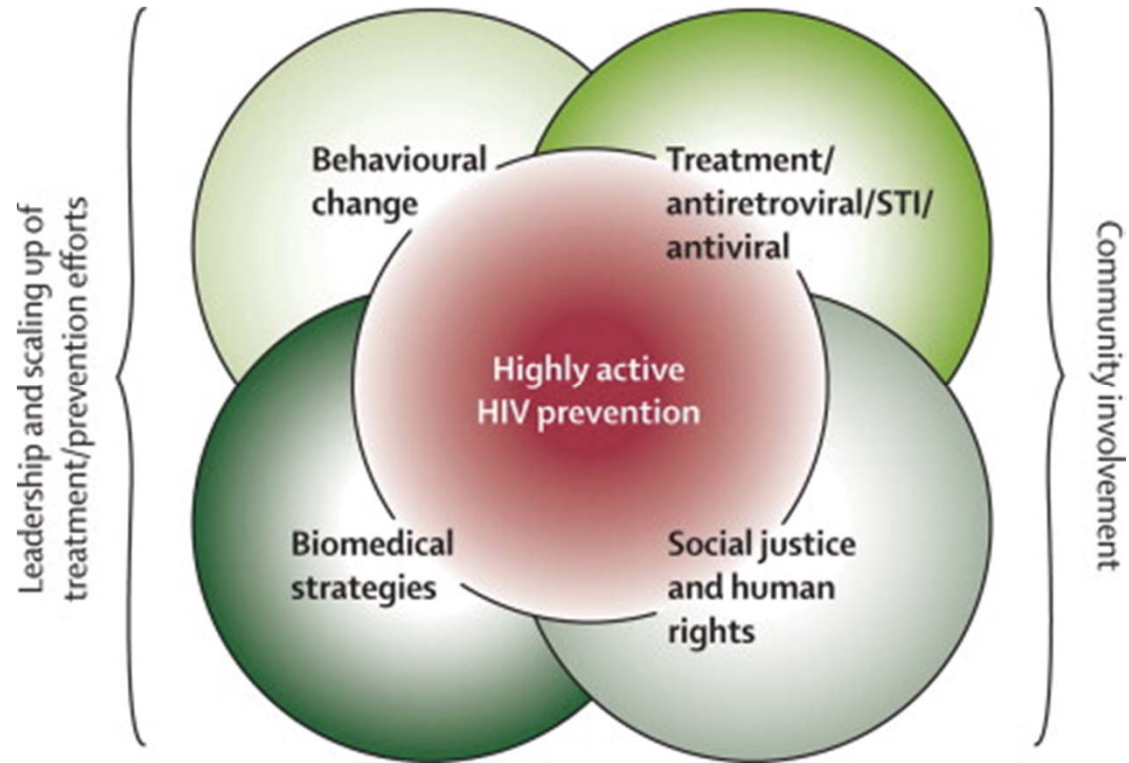 Leadership and scaling up of
treatment/prevention efforts
Behavioural
change
Treatment/
antiretroviral/STI/
antiviral
Highly active
HIV prevention
Biomedical
strategies
Social justice
and human
rights
Community involvement